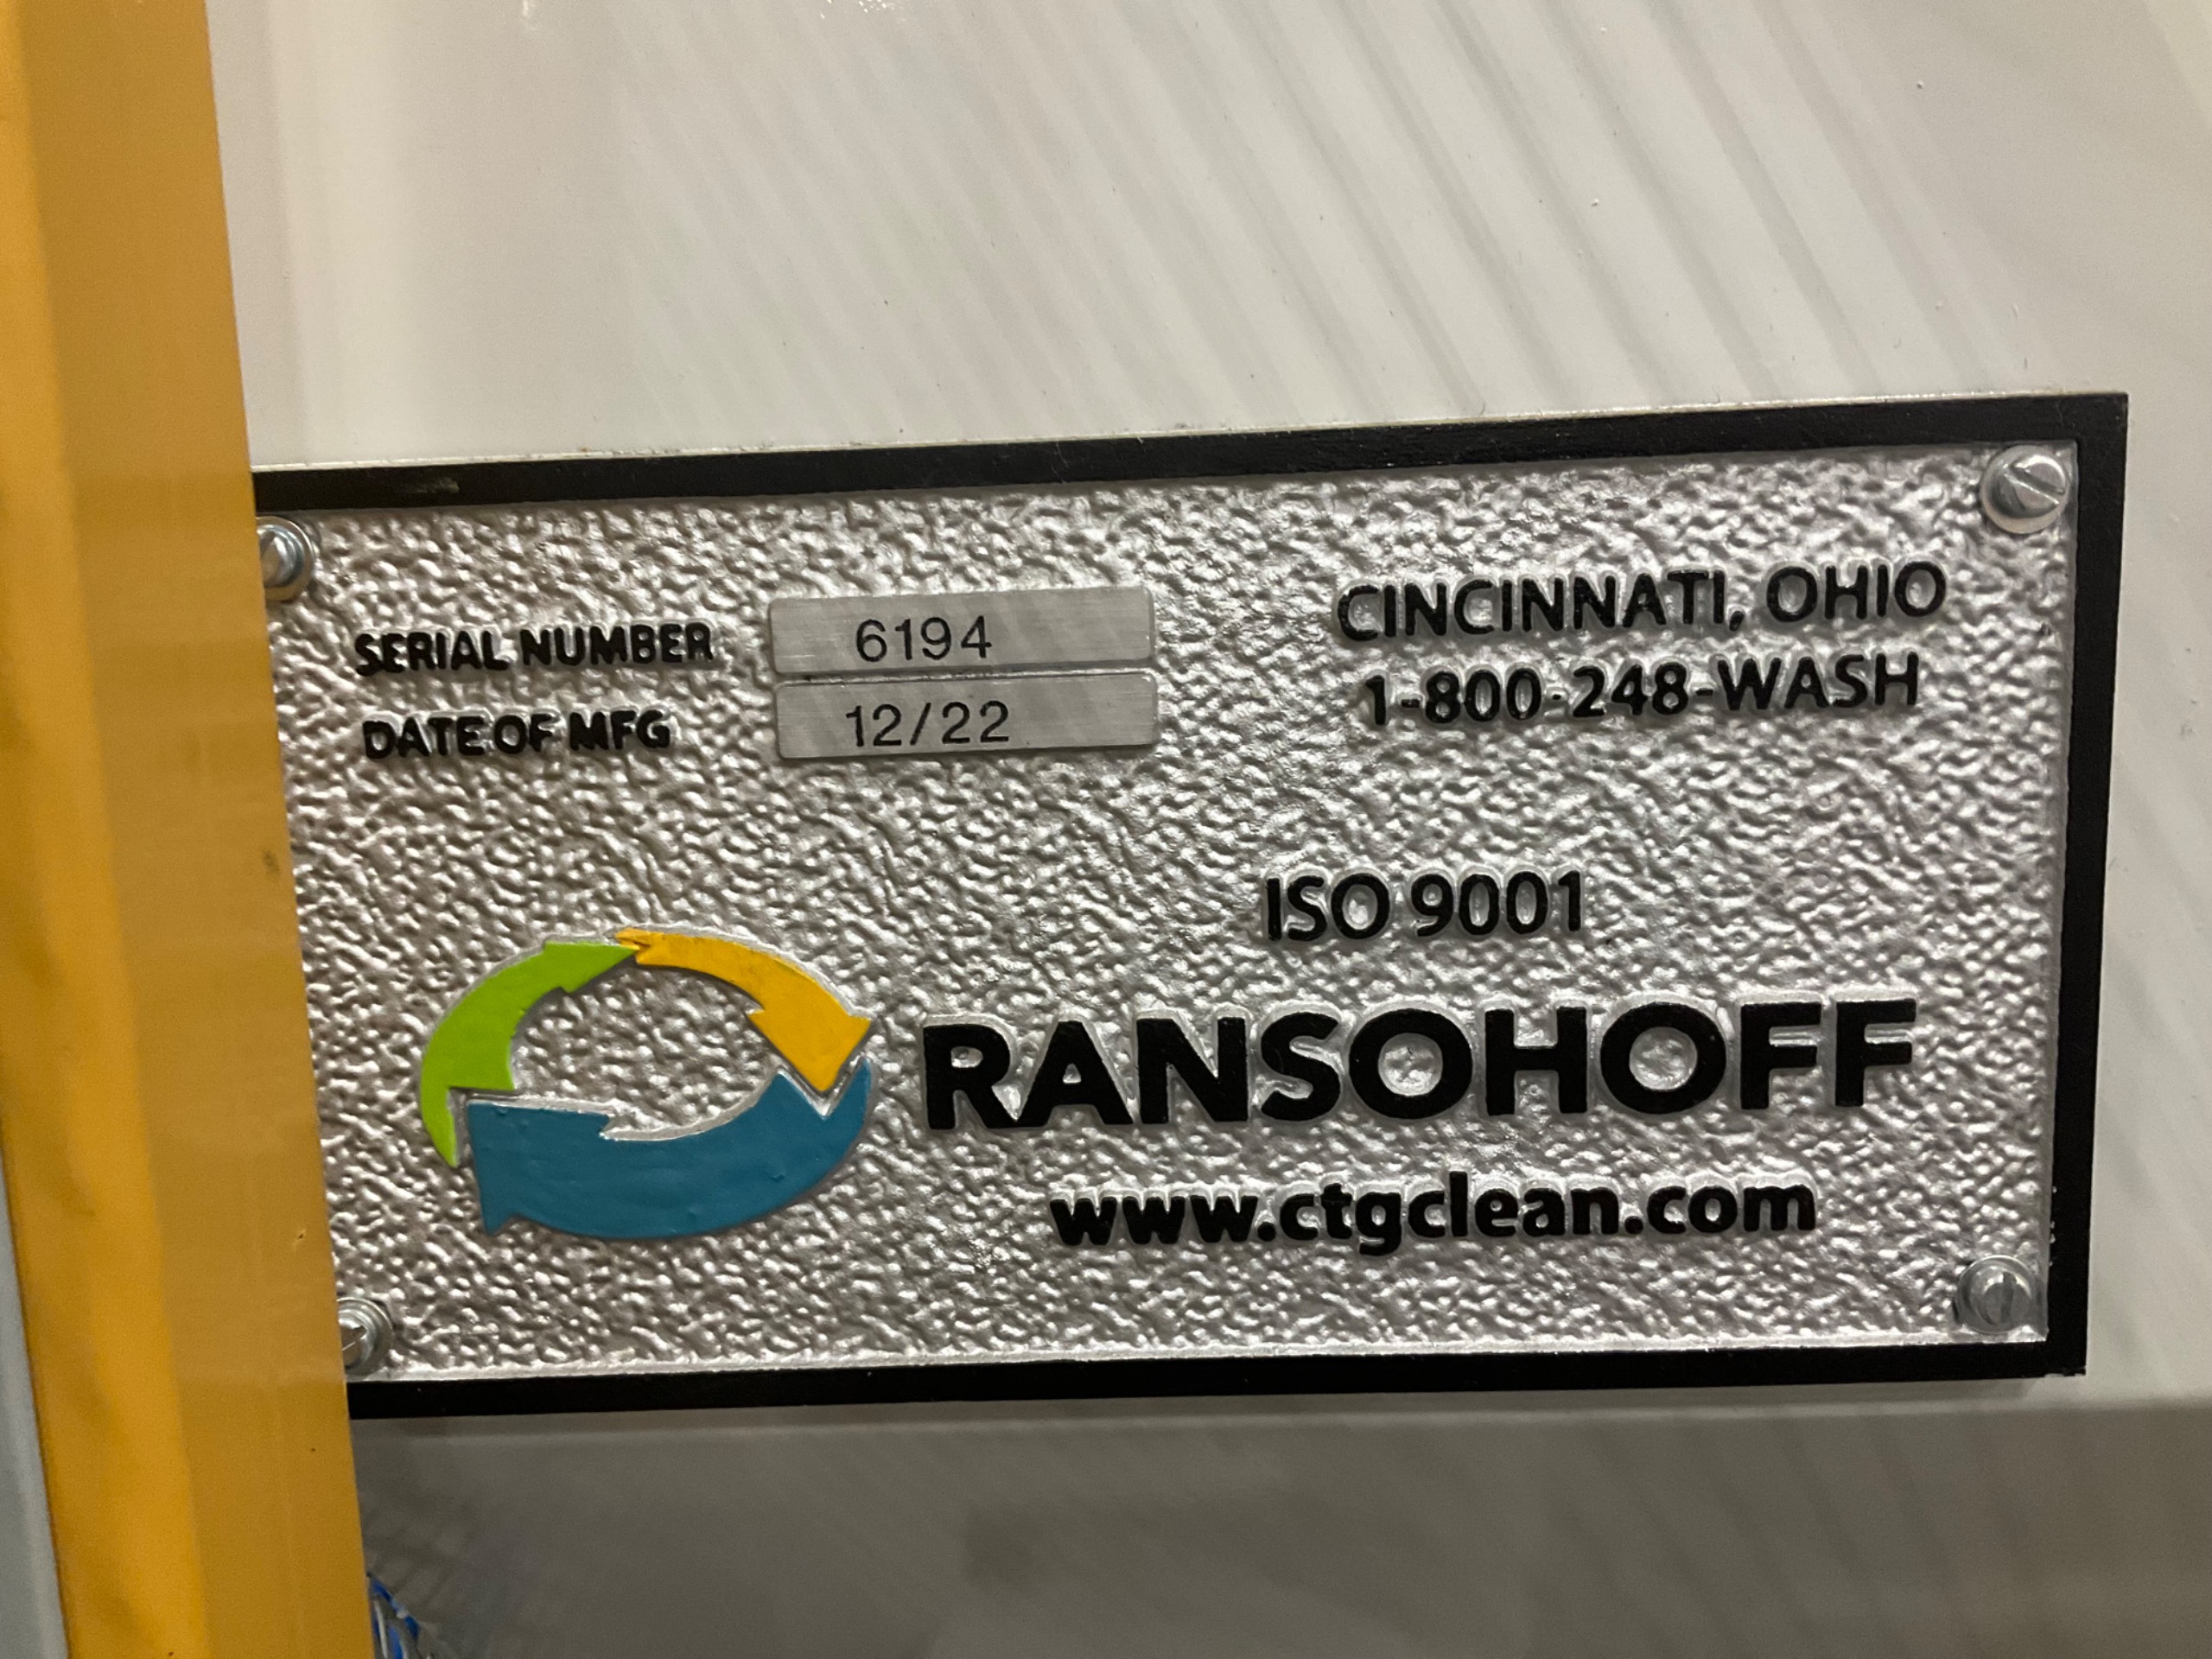 SERIAL NUMBER 6194
DATE OF MFG 12/22
CINCINNATI, OHIO
1-800-248-WASH
ISO 9001
RANSOHOFF
www.ctgclean.com